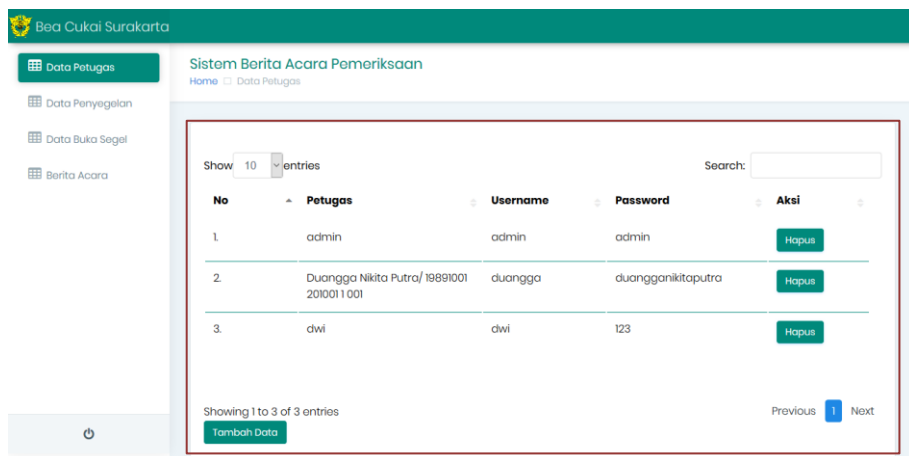 Bea Cukai Surakarta
Data Petugas
Data Penyegelan
Data Buka Segel
Berita Acara
Sistem Berita Acara Pemeriksaan
Home □ Data Petugas
Show 10 entries Search:
No Petugas Username Password Aksi
1. admin admin admin Hapus
2. Duangga Nikita Putra/ 19891001 duangga duangganikitaputra Hapus
201001 1 001
3. dwi dwi 123 Hapus
Showing 1 to 3 of 3 entries Previous 1 Next
Tambah Data